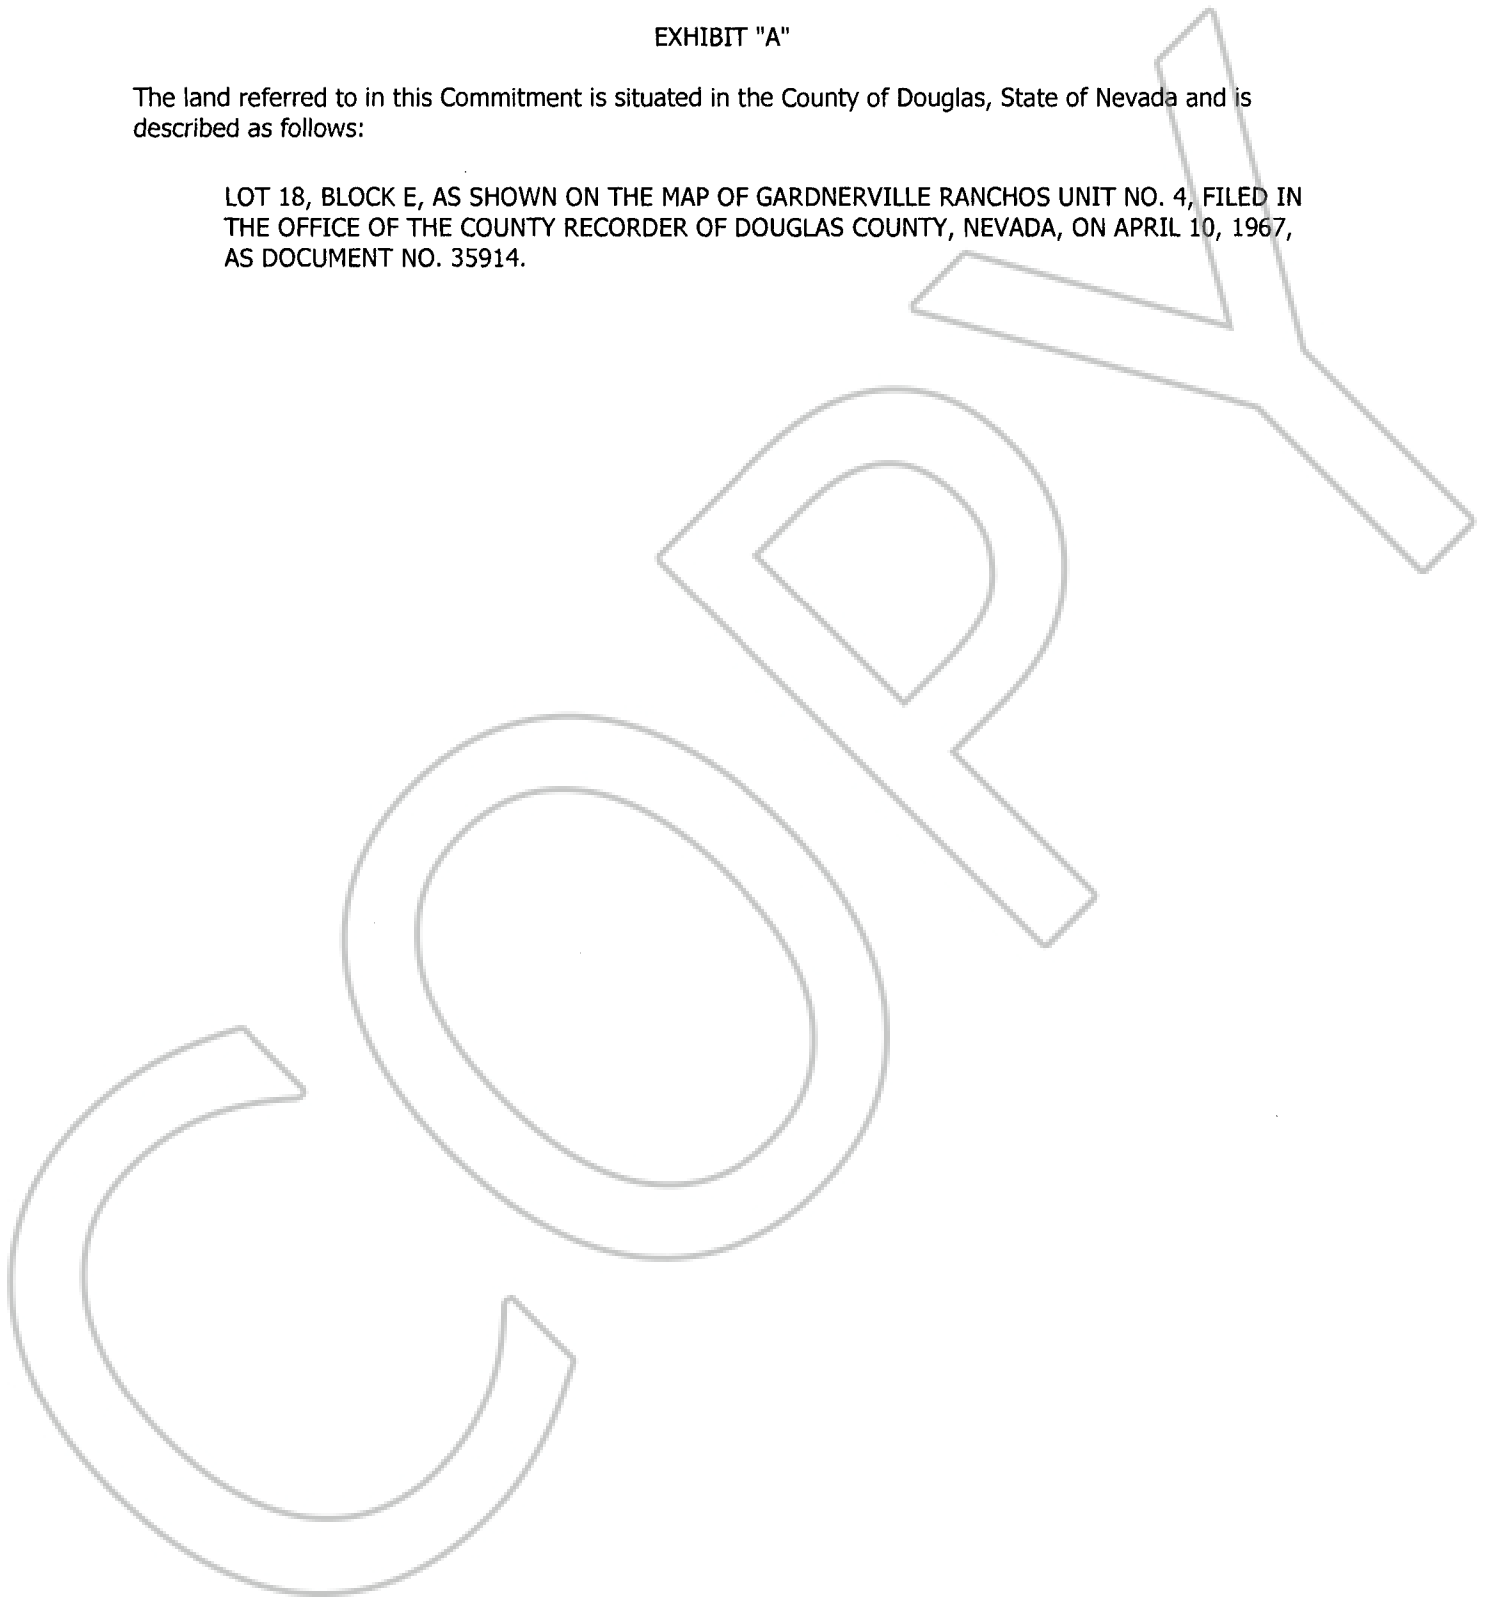 EXHIBIT "A"
The land referred to in this Commitment is situated in the County of Douglas, State of Nevada and is
described as follows:
LOT 18, BLOCK E, AS SHOWN ON THE MAP OF GARDNERVILLE RANCHOS UNIT NO. 4, FILED IN
THE OFFICE OF THE COUNTY RECORDER OF DOUGLAS COUNTY, NEVADA, ON APRIL 10, 1967,
AS DOCUMENT NO. 35914.
COPY